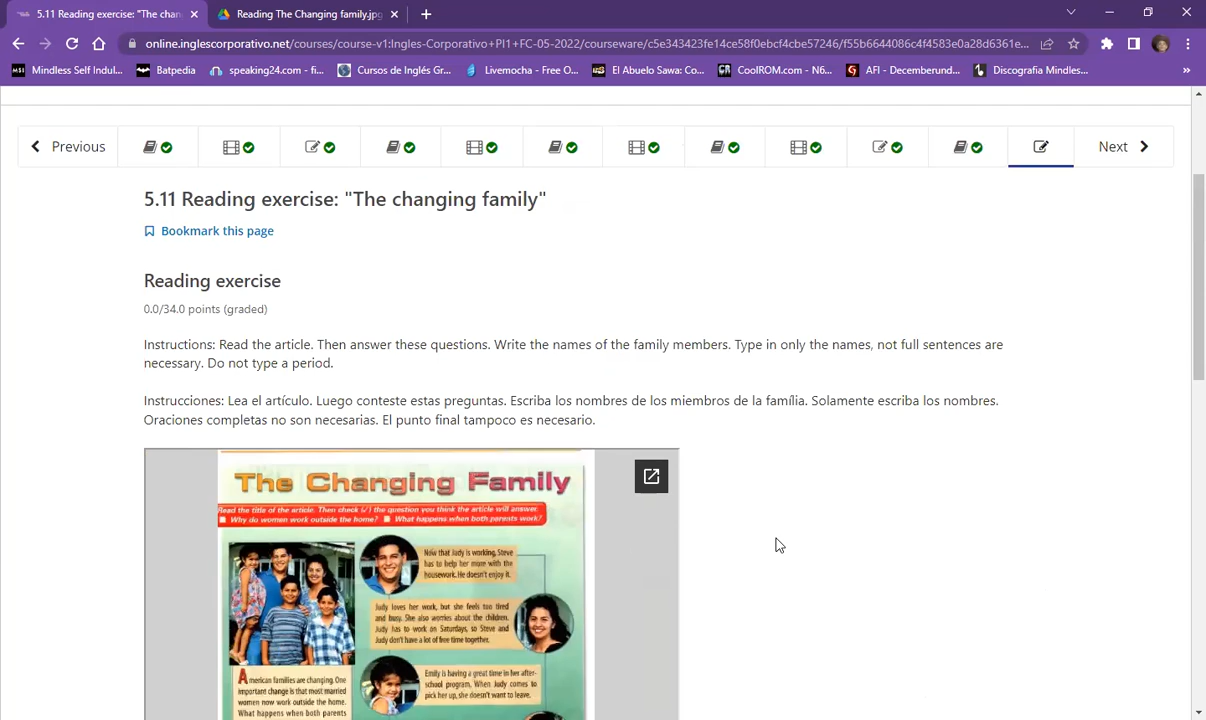 5.11 Reading exercise: "The chan
Reading The Changing family.jpg
online.inglescorporativo.net/courses/course-v1:Ingles-Corporativo+PI1+FC-05-2022/courseware/c5e343423fe14ce58f0ebcf4cbe57246/f55b6644086c4f4583e0a28d6361e...
Mindless Self Indul...
Batpedia
speaking24.com - fi...
Cursos de Inglés Gr...
Livemocha - Free O...
El Abuelo Sawa: Co...
CoolROM.com - N6...
AFI - Decemberund...
Discografia Mindles...
Previous
Next
5.11 Reading exercise: "The changing family"
Bookmark this page
Reading exercise
0.0/34.0 points (graded)
Instructions: Read the article. Then answer these questions. Write the names of the family members. Type in only the names, not full sentences are
necessary. Do not type a period.
Instrucciones: Lea el artículo. Luego conteste estas preguntas. Escriba los nombres de los miembros de la família. Solamente escriba los nombres.
Oraciones completas no son necesarias. El punto final tampoco es necesario.
The Changing Family
Read the title of the article. Then check (✓) the question you think the article will answer.
Why do women work outside the home? What happens when both parents work?
Now that Judy is working, Steve
has to help her more with the
housework. He doesn't enjoy it.
Judy loves her work, but she feels too tired
and busy. She also worries about the children.
Judy has to work on Saturdays, so Steve and
Judy don't have a lot of free time together.
Emily is having a great time in her after-
school program. When Judy comes to
pick her up, she doesn't want to leave.
American families are changing. One
important change is that most married
women now work outside the home.
What happens when both parents